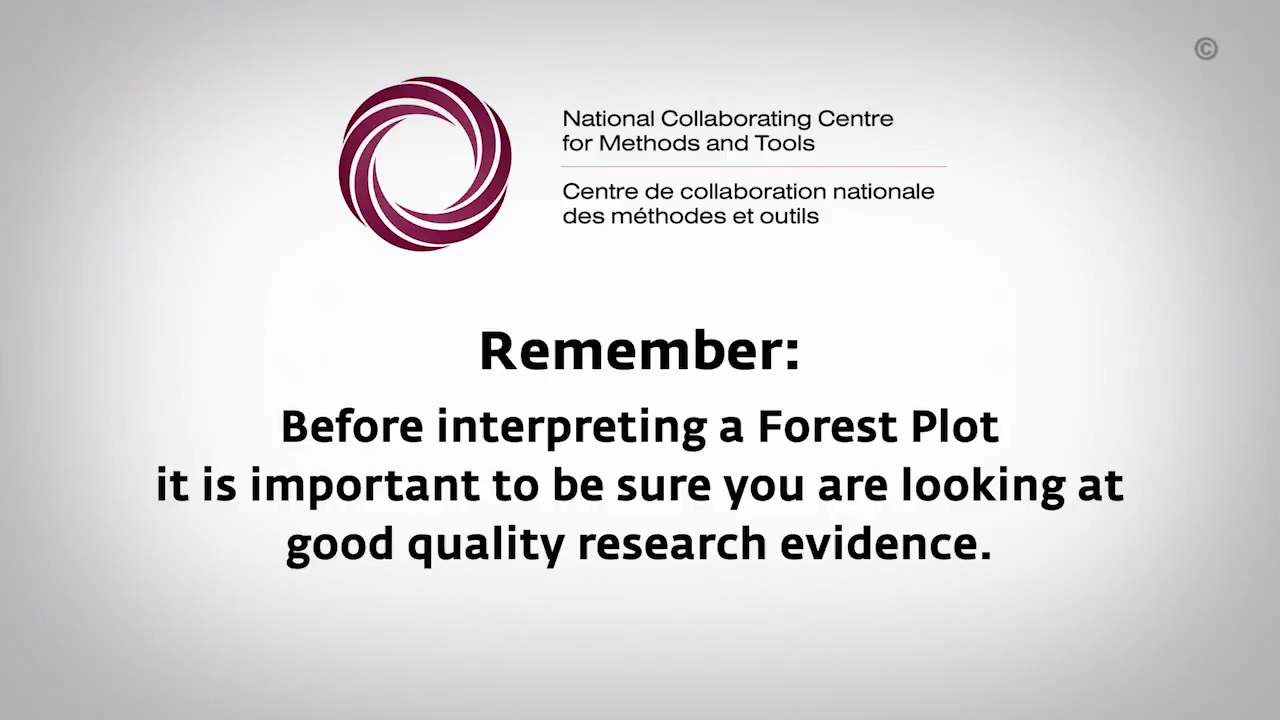 ©
National Collaborating Centre
for Methods and Tools
Centre de collaboration nationale
des méthodes et outils
Remember:
Before interpreting a Forest Plot
it is important to be sure you are looking at
good quality research evidence.